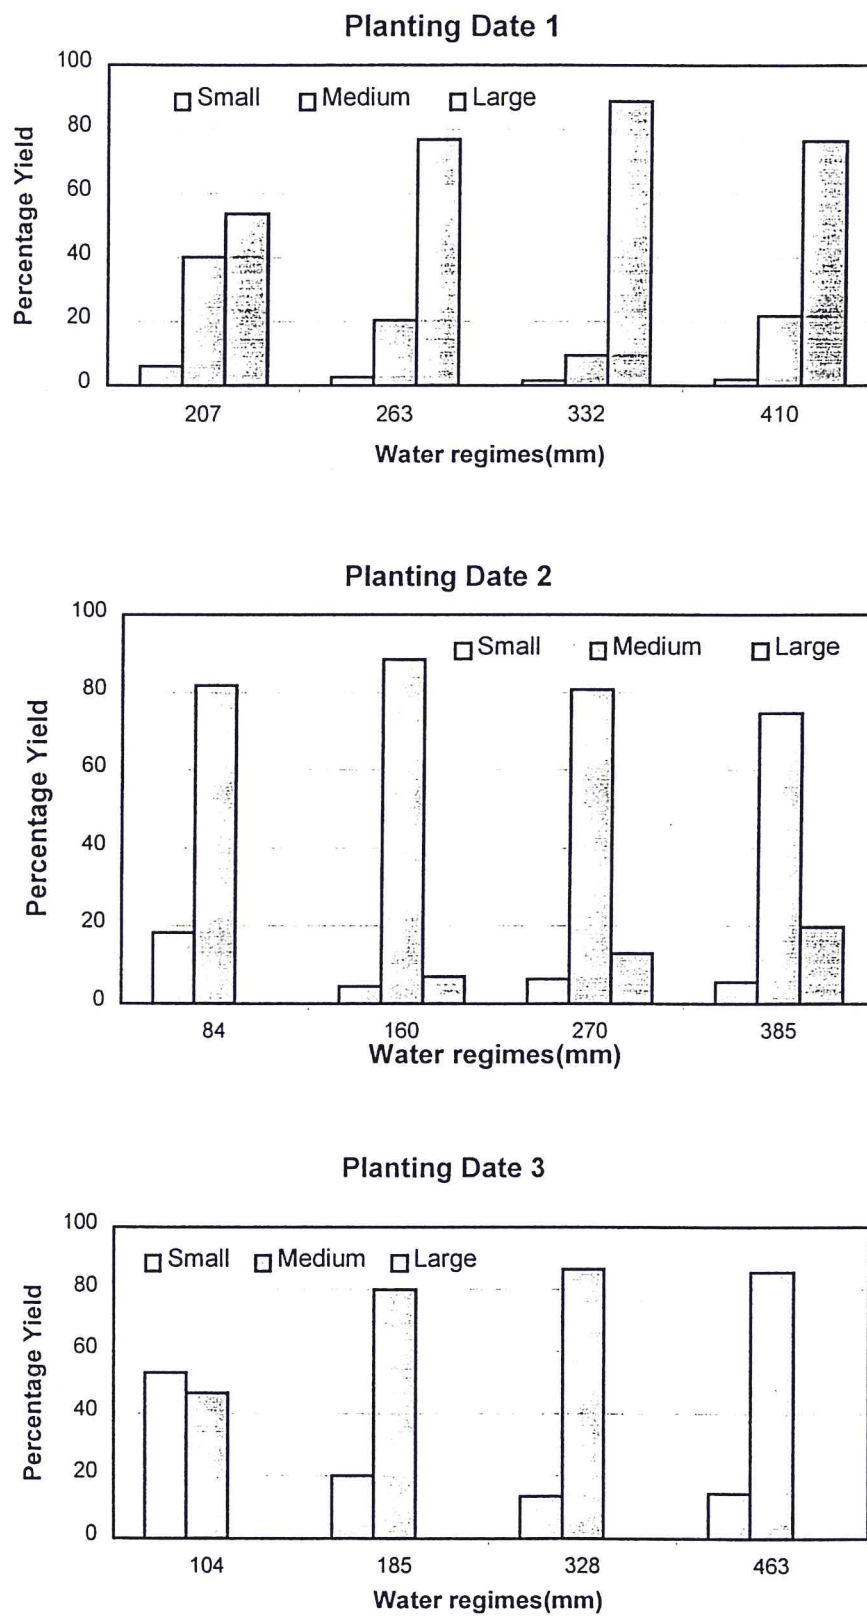 Planting Date 1
100
80
60
40
20
0
Percentage Yield
Small Medium Large
207 263 332 410
Water regimes(mm)
Planting Date 2
100
80
60
40
20
0
Percentage Yield
Small Medium Large
84 160 270 385
Water regimes(mm)
Planting Date 3
100
80
60
40
20
0
Percentage Yield
Small Medium Large
104 185 328 463
Water regimes(mm)